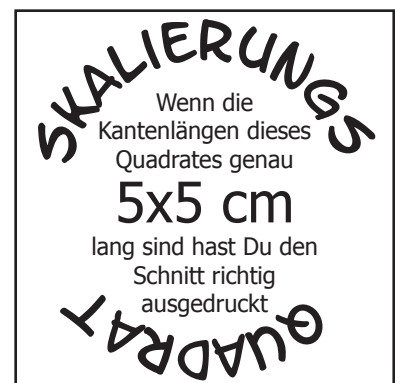 SKALIERUNGS
Wenn die
Kantenlängen dieses
Quadrates genau
5x5 cm
lang sind hast Du den
Schnitt richtig
ausgedruckt
QUADRAT